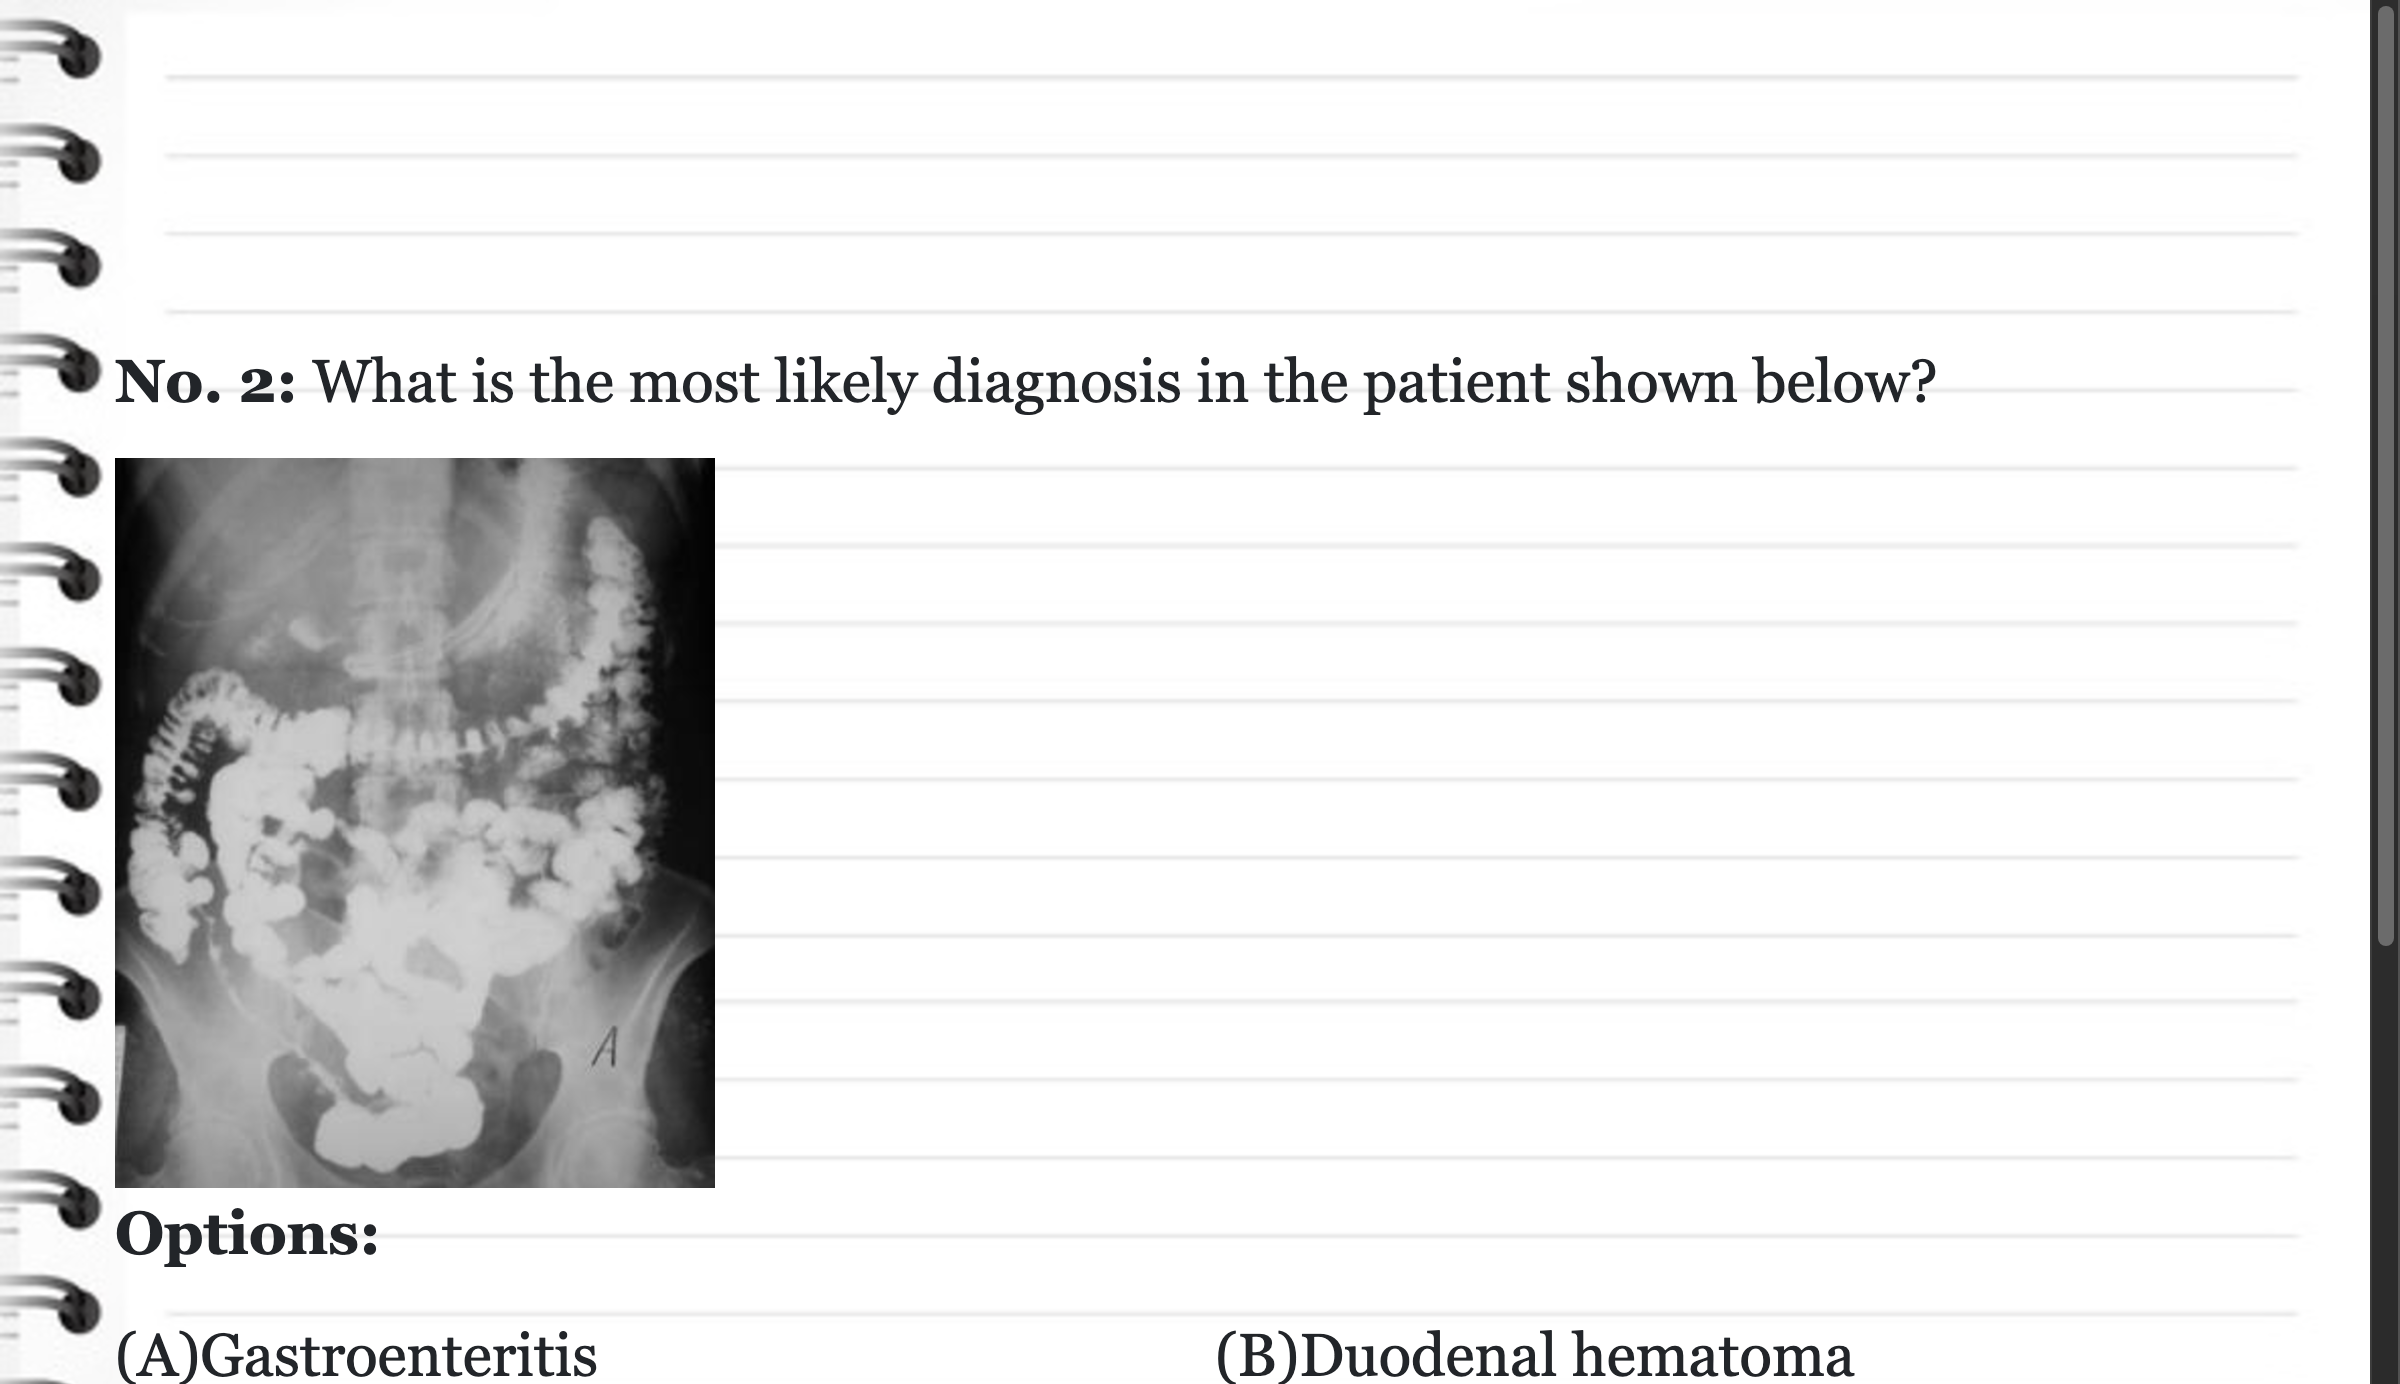 No. 2: What is the most likely diagnosis in the patient shown below?
A
Options:
(A)Gastroenteritis
(B)Duodenal hematoma